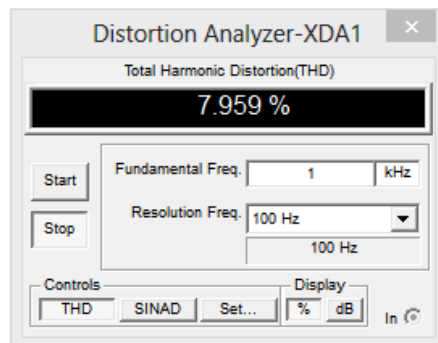 Distortion Analyzer-XDA1 ×
Total Harmonic Distortion(THD)
7.959 %
Start
Stop
Fundamental Freq. 1 kHz
Resolution Freq. 100 Hz
100 Hz
Controls Display
THD SINAD Set... % dB In